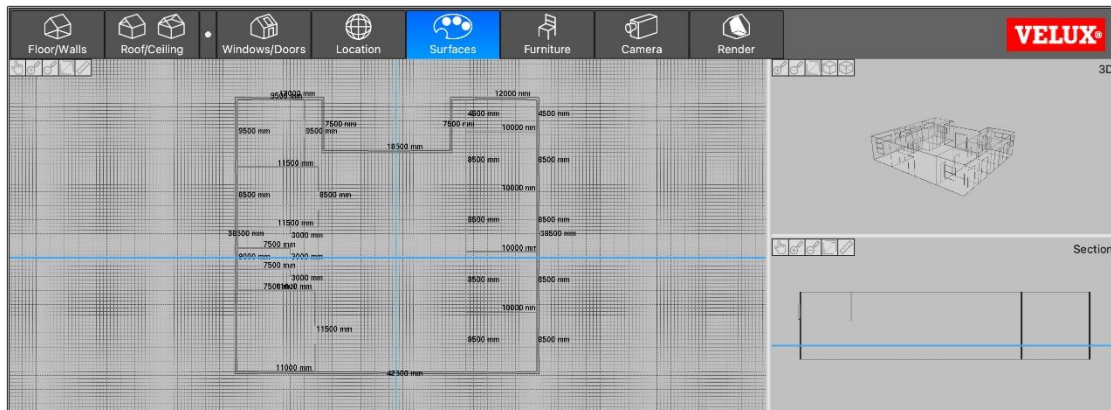 Floor/Walls Roof/Ceiling Windows/Doors Location Surfaces Furniture Camera Render VELUX®
3D
12000 mm
12000 mm
4500 mm 4500 mm
7500 mm
9500 mm 9500 mm 10000 mm
18500 mm
11500 mm 8500 mm 8500 mm
10000 mm
8500 mm 8500 mm
11500 mm 8500 mm 8500 mm
38500 mm 3000 mm 38500 mm
7500 mm 10000 mm
Section
9000 mm 3000 mm
7500 mm
3000 mm 8500 mm 8500 mm
10000 mm
11500 mm
8500 mm 8500 mm
11000 mm